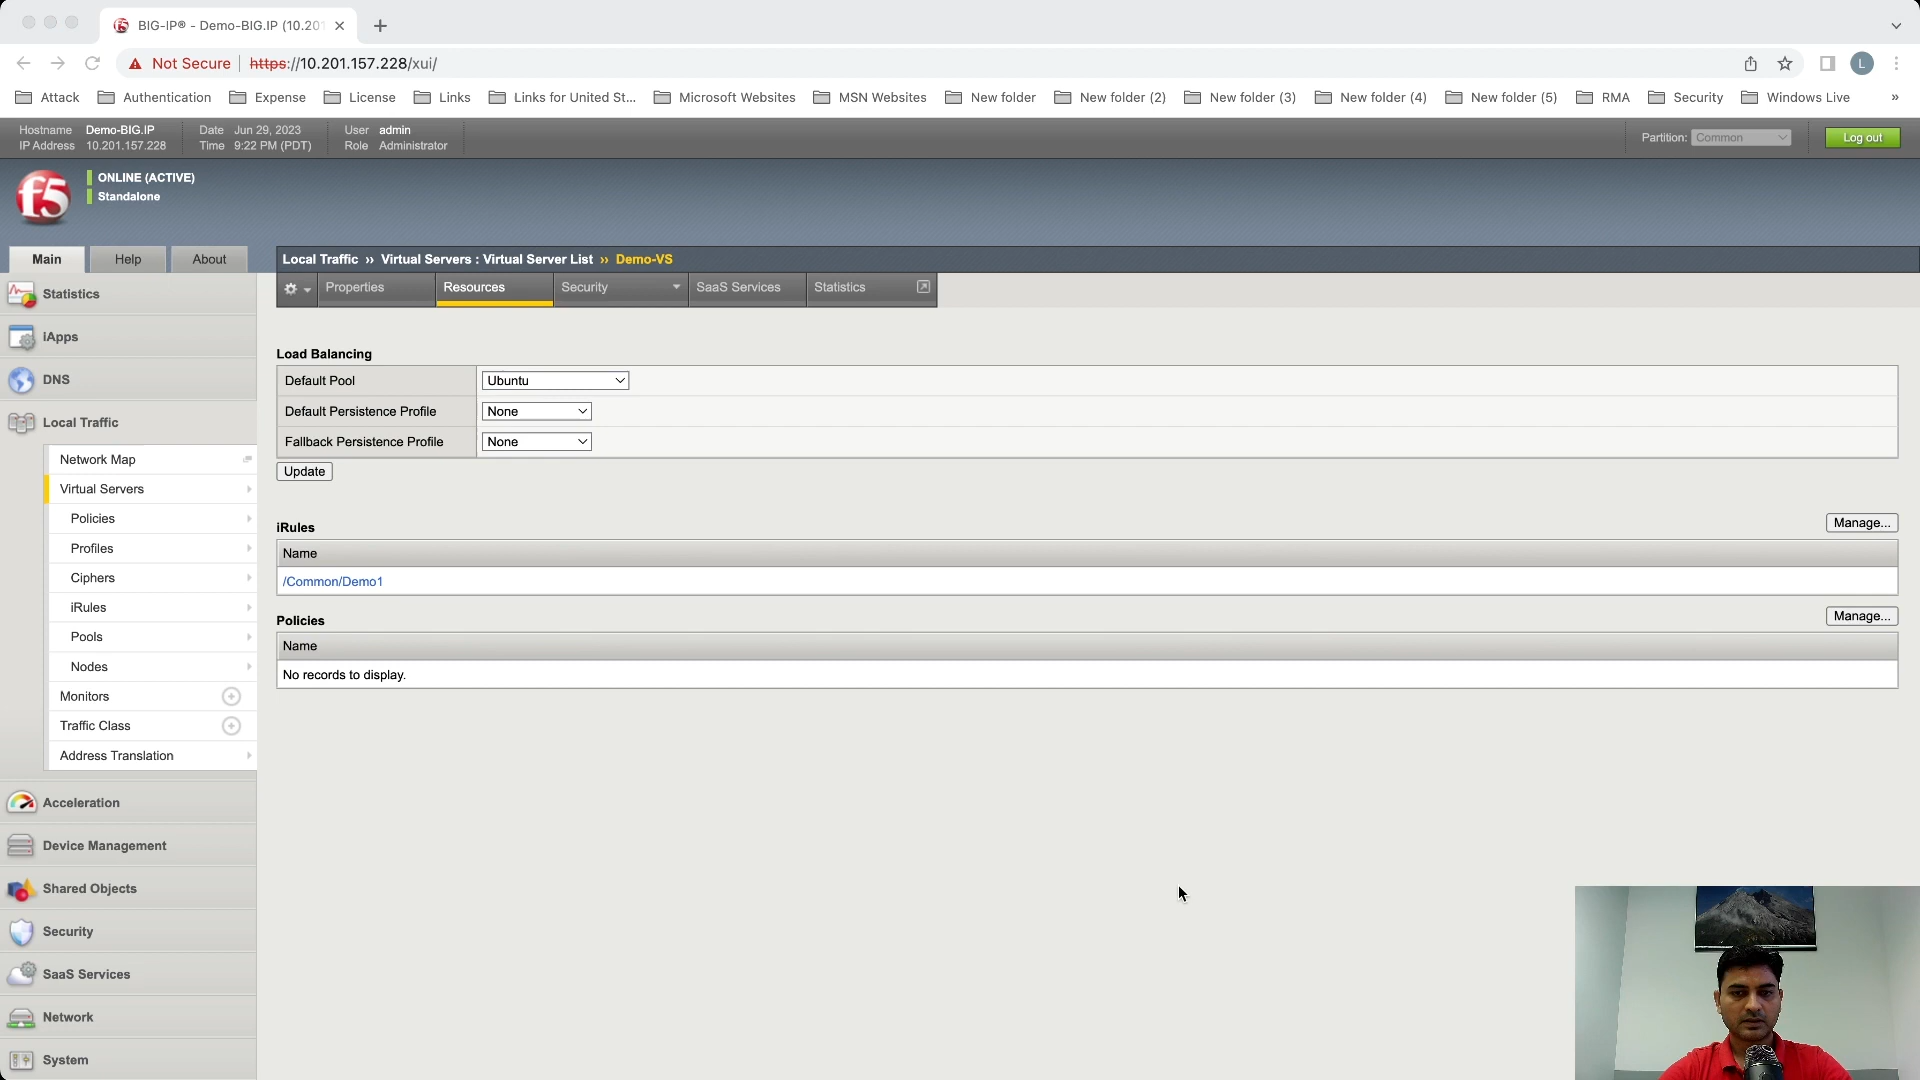 BIG-IP® - Demo-BIG.IP (10.201
Not Secure https://10.201.157.228/xui/
L
Attack Authentication Expense License Links Links for United St... Microsoft Websites MSN Websites New folder New folder (2) New folder (3) New folder (4) New folder (5) RMA Security Windows Live »
Hostname Demo-BIG.IP Date Jun 29, 2023 User admin
IP Address 10.201.157.228 Time 9:22 PM (PDT) Role Administrator
Partition: Common Log out
f5
ONLINE (ACTIVE)
Standalone
Main Help About
Local Traffic ›› Virtual Servers : Virtual Server List ›› Demo-VS
Properties Resources Security SaaS Services Statistics
Statistics
iApps
DNS
Local Traffic
Network Map
Virtual Servers
Policies
Profiles
Ciphers
iRules
Pools
Nodes
Monitors
Traffic Class
Address Translation
Acceleration
Device Management
Shared Objects
Security
SaaS Services
Network
System
Load Balancing
Default Pool Ubuntu
Default Persistence Profile None
Fallback Persistence Profile None
Update
iRules Manage...
Name
/Common/Demo1
Policies Manage...
Name
No records to display.